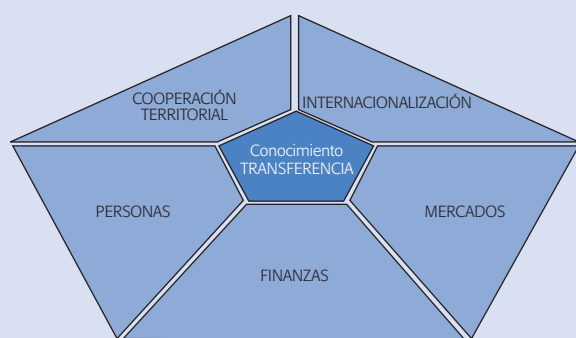 COOPERACIÓN
TERRITORIAL
INTERNACIONALIZACIÓN
Conocimiento
TRANSFERENCIA
PERSONAS
MERCADOS
FINANZAS